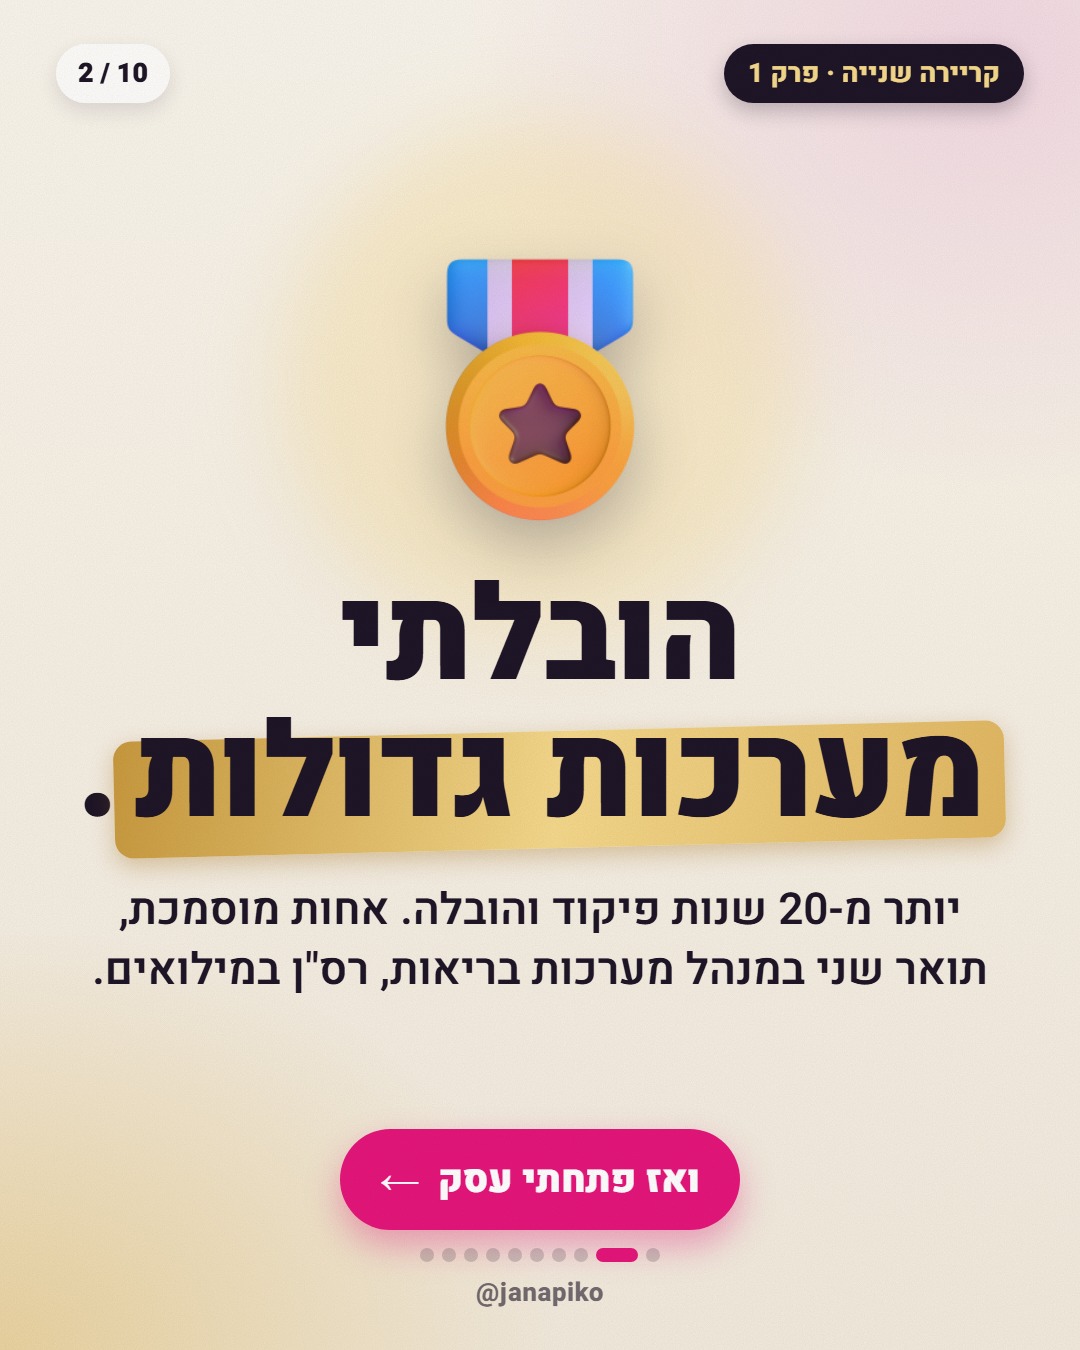 קריירה שנייה · פרק 1
2 / 10
הובלתי
מערכות גדולות.
יותר מ-20 שנות פיקוד והובלה. אחות מוסמכת,
תואר שני במנהל מערכות בריאות, רס"ן במילואים.
ואז פתחתי עסק ←
@janapiko